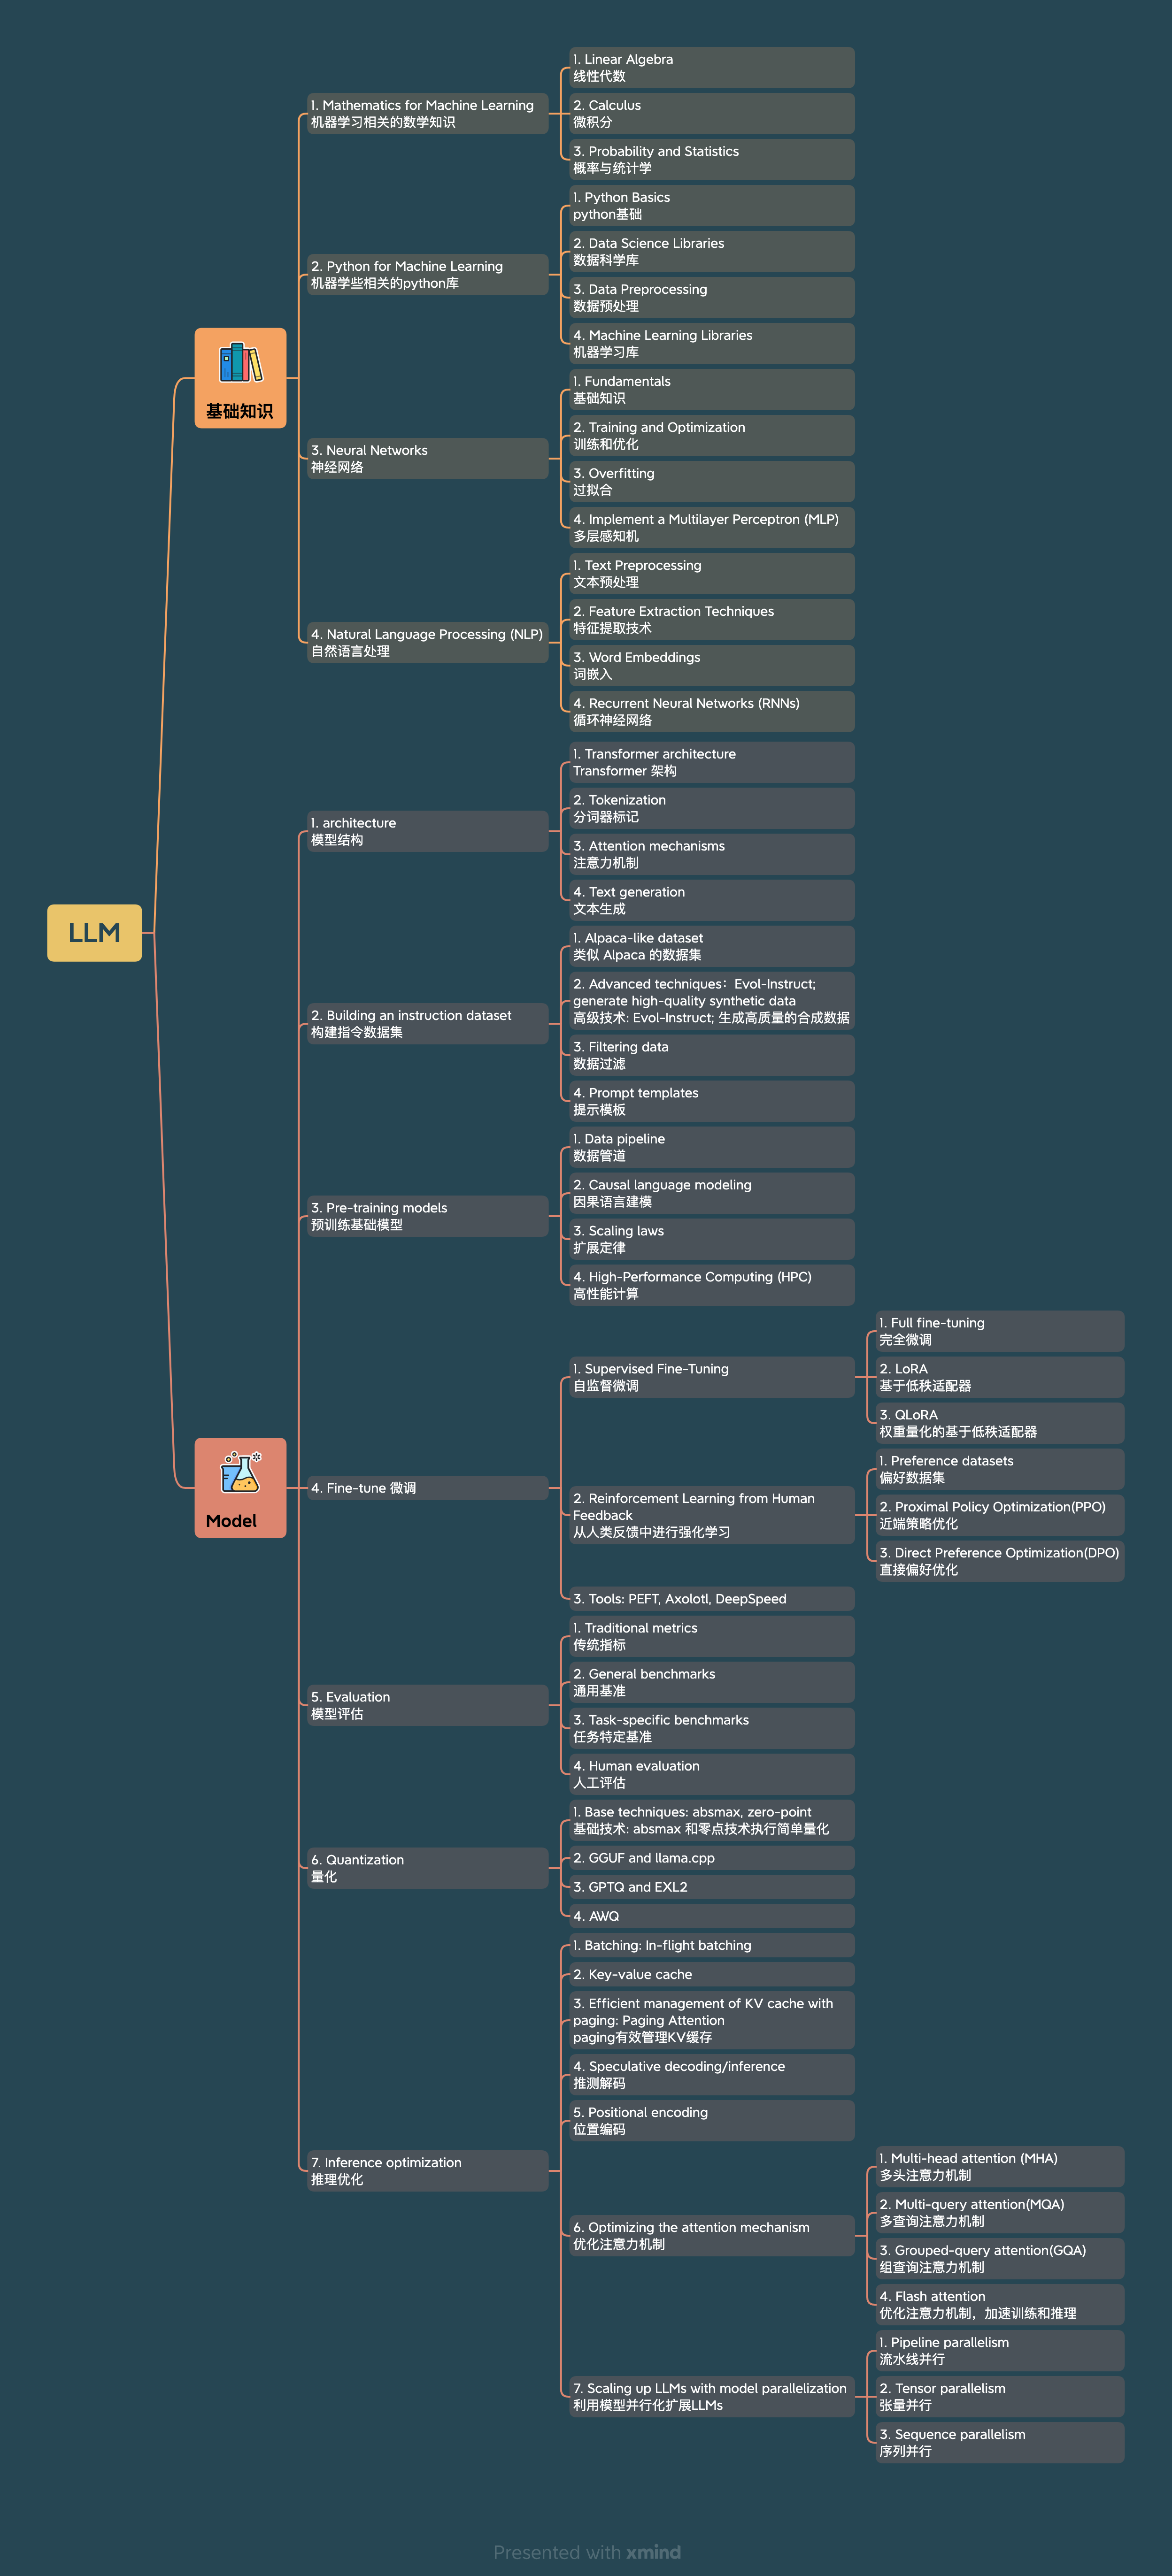 LLM
基础知识
1. Mathematics for Machine Learning
机器学习相关的数学知识
1. Linear Algebra
线性代数
2. Calculus
微积分
3. Probability and Statistics
概率与统计学
2. Python for Machine Learning
机器学些相关的python库
1. Python Basics
python基础
2. Data Science Libraries
数据科学库
3. Data Preprocessing
数据预处理
4. Machine Learning Libraries
机器学习库
3. Neural Networks
神经网络
1. Fundamentals
基础知识
2. Training and Optimization
训练和优化
3. Overfitting
过拟合
4. Implement a Multilayer Perceptron (MLP)
多层感知机
4. Natural Language Processing (NLP)
自然语言处理
1. Text Preprocessing
文本预处理
2. Feature Extraction Techniques
特征提取技术
3. Word Embeddings
词嵌入
4. Recurrent Neural Networks (RNNs)
循环神经网络
Model
1. architecture
模型结构
1. Transformer architecture
Transformer 架构
2. Tokenization
分词器标记
3. Attention mechanisms
注意力机制
4. Text generation
文本生成
2. Building an instruction dataset
构建指令数据集
1. Alpaca-like dataset
类似 Alpaca 的数据集
2. Advanced techniques：Evol-Instruct;
generate high-quality synthetic data
高级技术: Evol-Instruct; 生成高质量的合成数据
3. Filtering data
数据过滤
4. Prompt templates
提示模板
3. Pre-training models
预训练基础模型
1. Data pipeline
数据管道
2. Causal language modeling
因果语言建模
3. Scaling laws
扩展定律
4. High-Performance Computing (HPC)
高性能计算
4. Fine-tune 微调
1. Supervised Fine-Tuning
自监督微调
1. Full fine-tuning
完全微调
2. LoRA
基于低秩适配器
3. QLoRA
权重量化的基于低秩适配器
2. Reinforcement Learning from Human
Feedback
从人类反馈中进行强化学习
1. Preference datasets
偏好数据集
2. Proximal Policy Optimization(PPO)
近端策略优化
3. Direct Preference Optimization(DPO)
直接偏好优化
3. Tools: PEFT, Axolotl, DeepSpeed
5. Evaluation
模型评估
1. Traditional metrics
传统指标
2. General benchmarks
通用基准
3. Task-specific benchmarks
任务特定基准
4. Human evaluation
人工评估
6. Quantization
量化
1. Base techniques: absmax, zero-point
基础技术: absmax 和零点技术执行简单量化
2. GGUF and llama.cpp
3. GPTQ and EXL2
4. AWQ
7. Inference optimization
推理优化
1. Batching: In-flight batching
2. Key-value cache
3. Efficient management of KV cache with
paging: Paging Attention
paging有效管理KV缓存
4. Speculative decoding/inference
推测解码
5. Positional encoding
位置编码
6. Optimizing the attention mechanism
优化注意力机制
1. Multi-head attention (MHA)
多头注意力机制
2. Multi-query attention(MQA)
多查询注意力机制
3. Grouped-query attention(GQA)
组查询注意力机制
4. Flash attention
优化注意力机制，加速训练和推理
7. Scaling up LLMs with model parallelization
利用模型并行化扩展LLMs
1. Pipeline parallelism
流水线并行
2. Tensor parallelism
张量并行
3. Sequence parallelism
序列并行
Presented with xmind